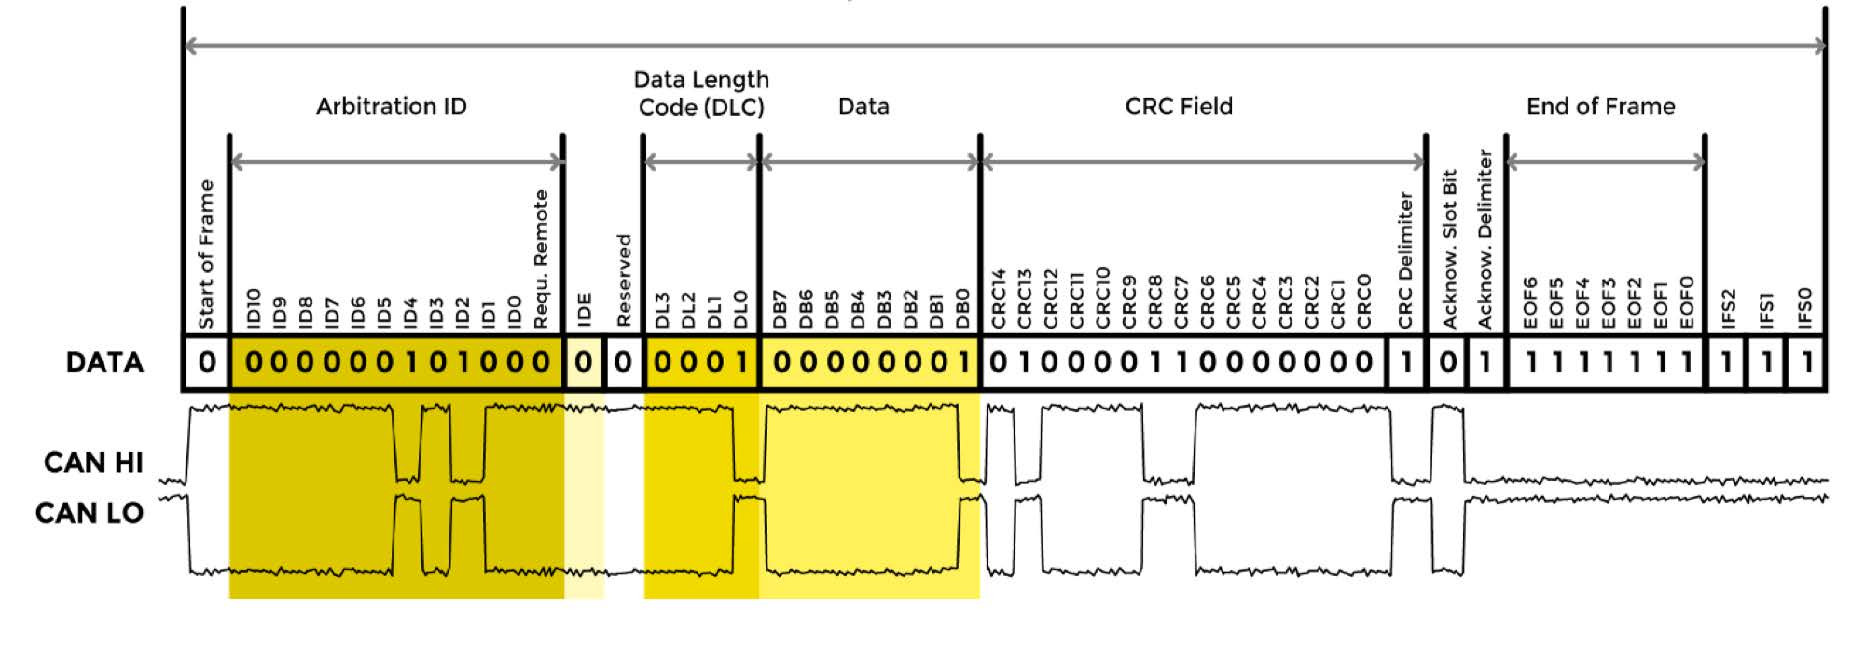 Data Length
Code (DLC)
Arbitration ID
Data
CRC Field
End of Frame
Start of Frame
ID10
ID9
ID8
ID7
ID6
ID5
ID4
ID3
ID2
ID1
ID0
Requ. Remote
IDE
Reserved
DL3
DL2
DL1
DL0
DB7
DB6
DB5
DB4
DB3
DB2
DB1
DB0
CRC14
CRC13
CRC12
CRC11
CRC10
CRC9
CRC8
CRC7
CRC6
CRC5
CRC4
CRC3
CRC2
CRC1
CRC0
CRC Delimiter
Acknow. Slot Bit
Acknow. Delimiter
EOF6
EOF5
EOF4
EOF3
EOF2
EOF1
EOF0
IFS2
IFS1
IFS0
DATA 0 0 0 0 0 0 0 1 0 1 0 0 0 0 0 0 0 0 1 0 0 0 0 0 0 0 1 0 1 0 0 0 0 1 1 0 0 0 0 0 0 0 1 0 1 1 1 1 1 1 1 1 1 1 1
CAN HI
CAN LO